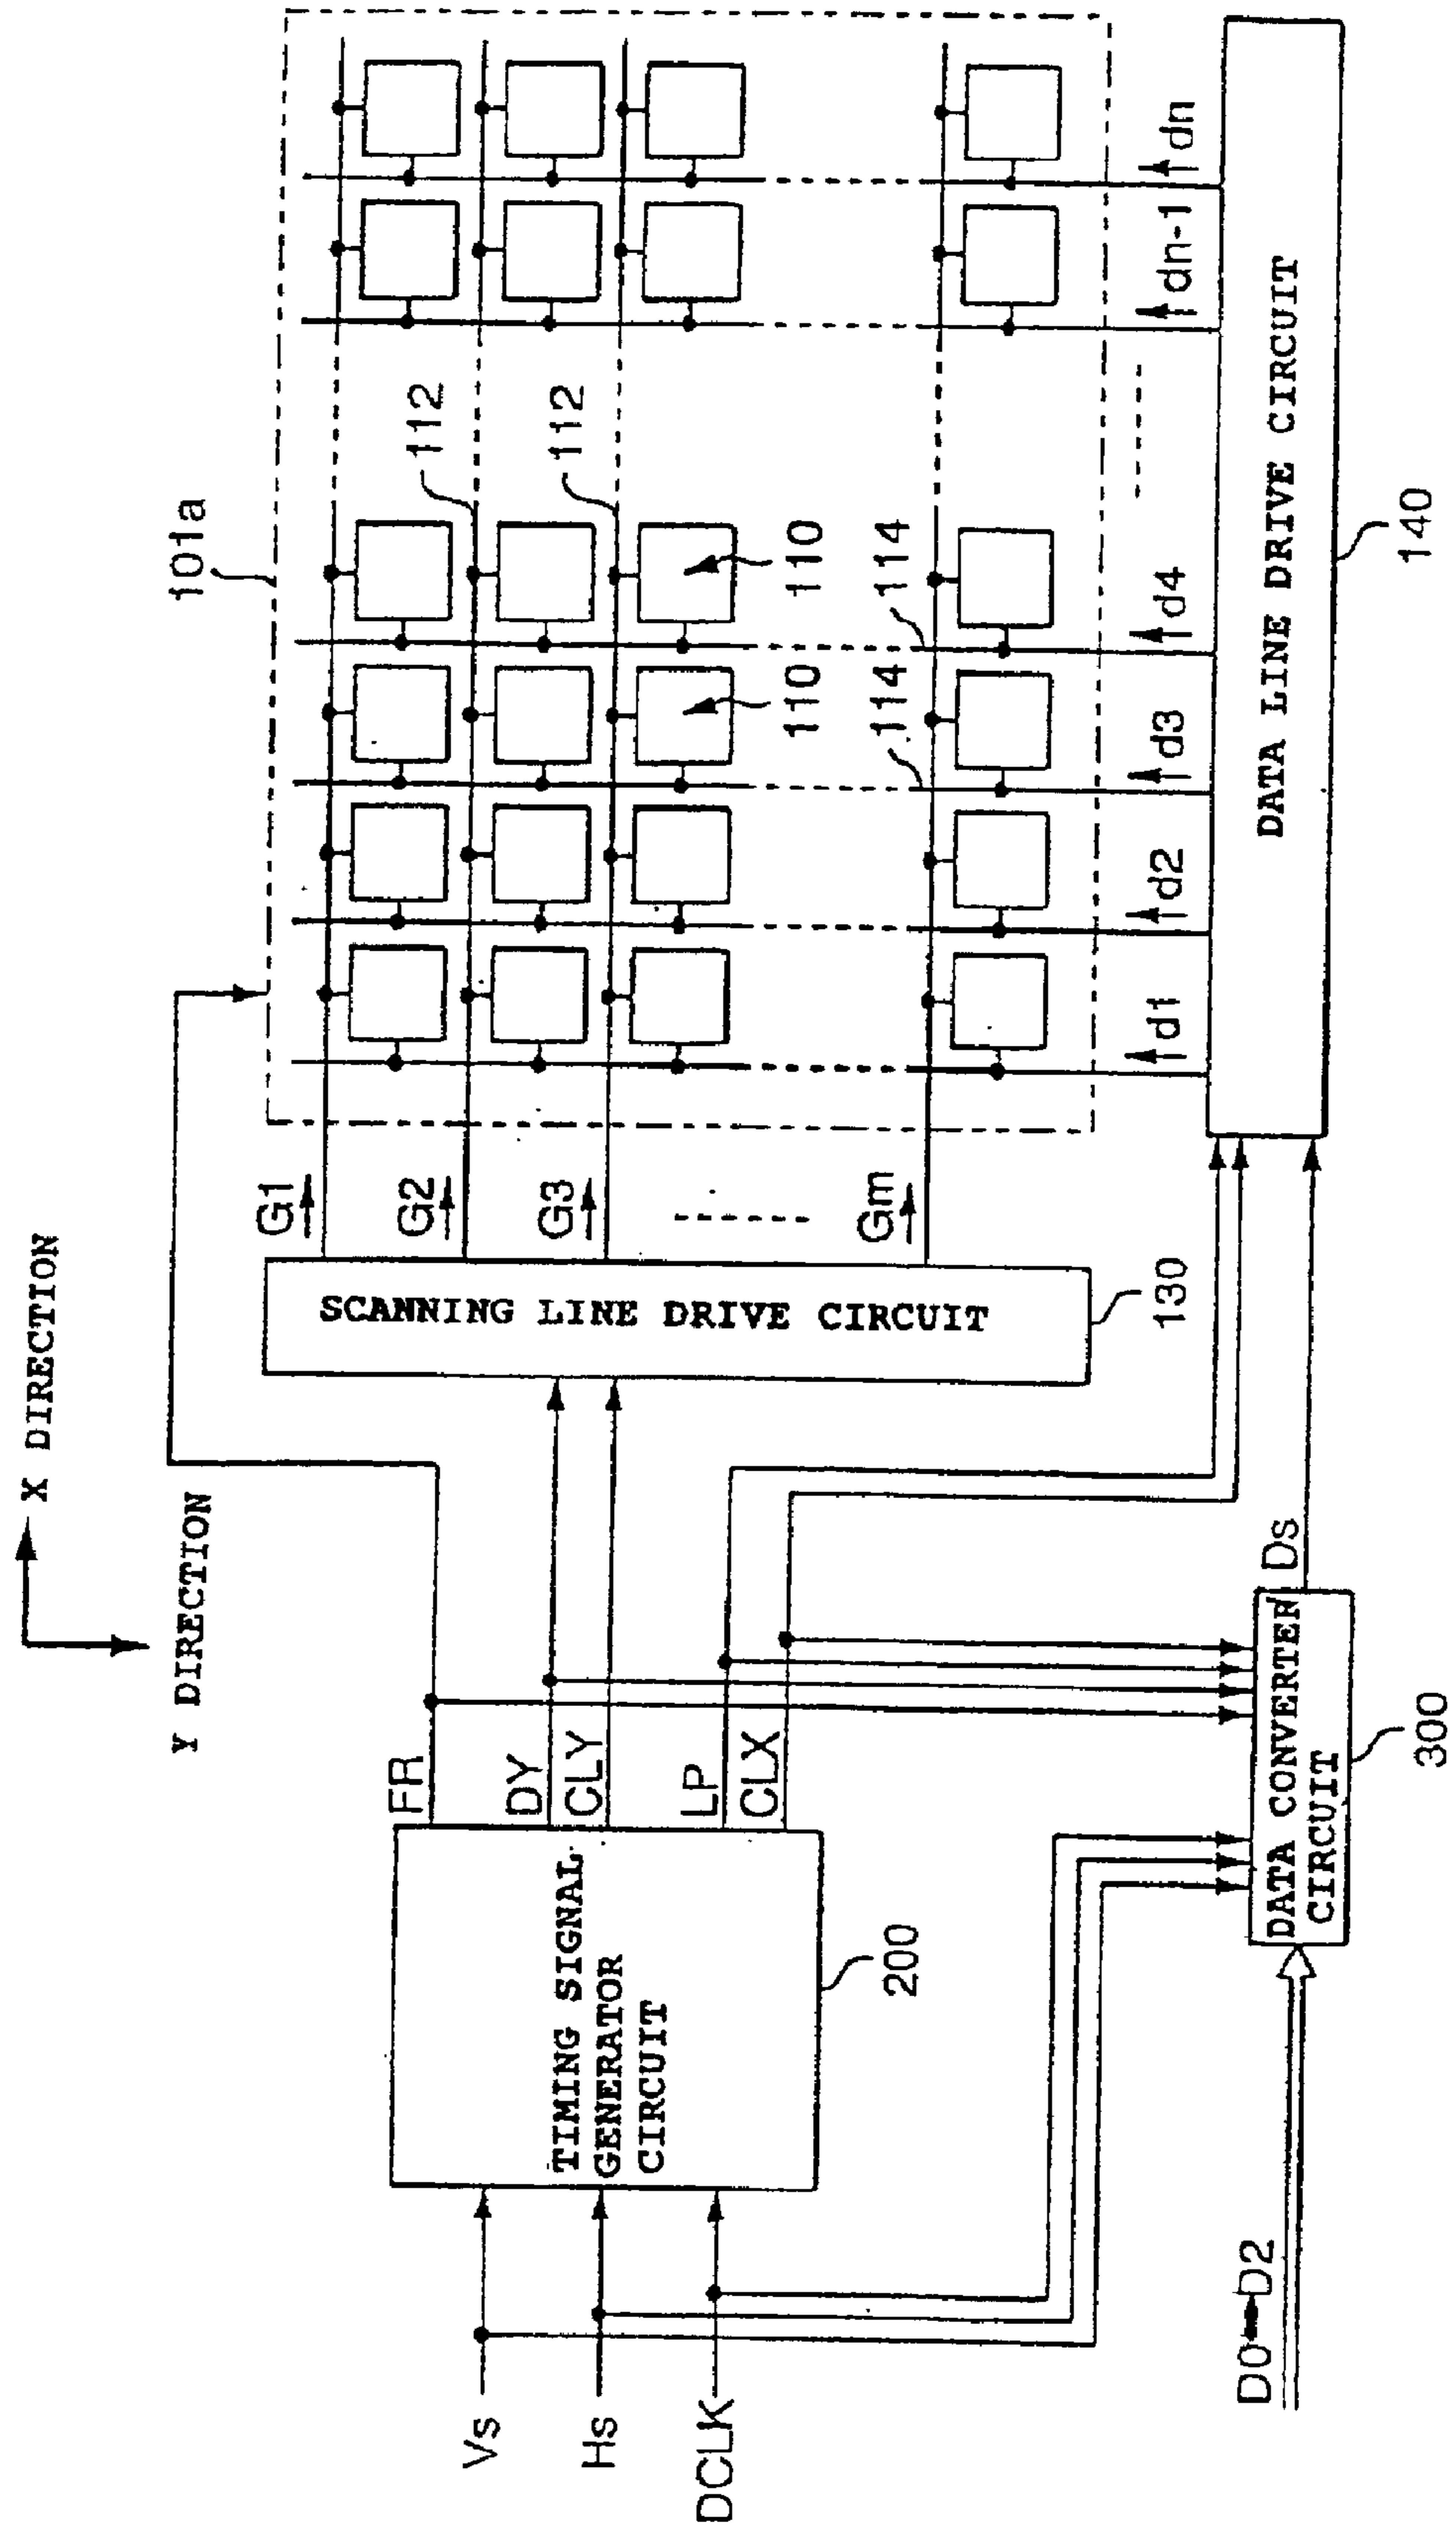 X DIRECTION
Y DIRECTION
101a
G1
G2
G3
Gm
112
112
110
110
114
114
d1
d2
d3
d4
dn-1
dn
SCANNING LINE DRIVE CIRCUIT
130
DATA LINE DRIVE CIRCUIT
140
FR
DY
CLY
LP
CLX
TIMING SIGNAL
GENERATOR
CIRCUIT
200
Vs
Hs
DCLK
D0↔D2
DATA CONVERTER
CIRCUIT
300
Ds